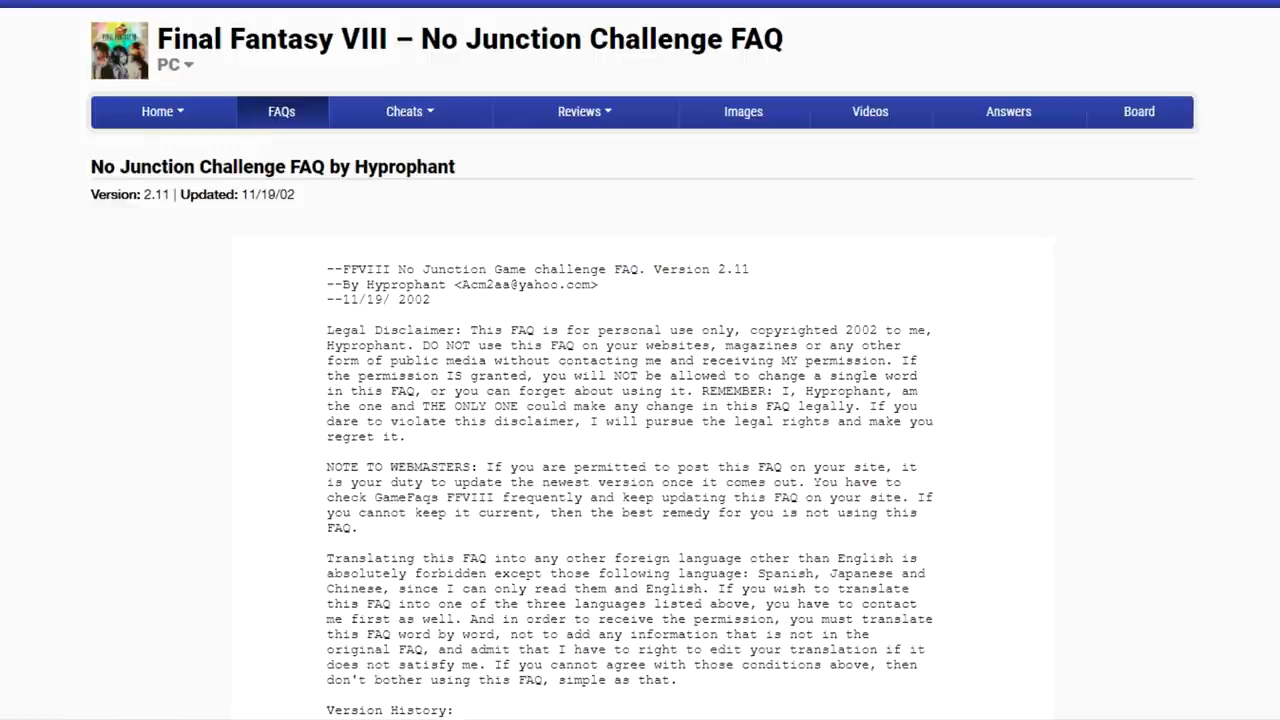 Final Fantasy VIII – No Junction Challenge FAQ
PC
Home FAQs Cheats Reviews Images Videos Answers Board
No Junction Challenge FAQ by Hyprophant
Version: 2.11 | Updated: 11/19/02
--FFVIII No Junction Game challenge FAQ. Version 2.11
--By Hyprophant <Acm2aa@yahoo.com>
--11/19/ 2002
Legal Disclaimer: This FAQ is for personal use only, copyrighted 2002 to me,
Hyprophant. DO NOT use this FAQ on your websites, magazines or any other
form of public media without contacting me and receiving MY permission. If
the permission IS granted, you will NOT be allowed to change a single word
in this FAQ, or you can forget about using it. REMEMBER: I, Hyprophant, am
the one and THE ONLY ONE could make any change in this FAQ legally. If you
dare to violate this disclaimer, I will pursue the legal rights and make you
regret it.
NOTE TO WEBMASTERS: If you are permitted to post this FAQ on your site, it
is your duty to update the newest version once it comes out. You have to
check GameFaqs FFVIII frequently and keep updating this FAQ on your site. If
you cannot keep it current, then the best remedy for you is not using this
FAQ.
Translating this FAQ into any other foreign language other than English is
absolutely forbidden except those following language: Spanish, Japanese and
Chinese, since I can only read them and English. If you wish to translate
this FAQ into one of the three languages listed above, you have to contact
me first as well. And in order to receive the permission, you must translate
this FAQ word by word, not to add any information that is not in the
original FAQ, and admit that I have to right to edit your translation if it
does not satisfy me. If you cannot agree with those conditions above, then
don't bother using this FAQ, simple as that.
Version History: